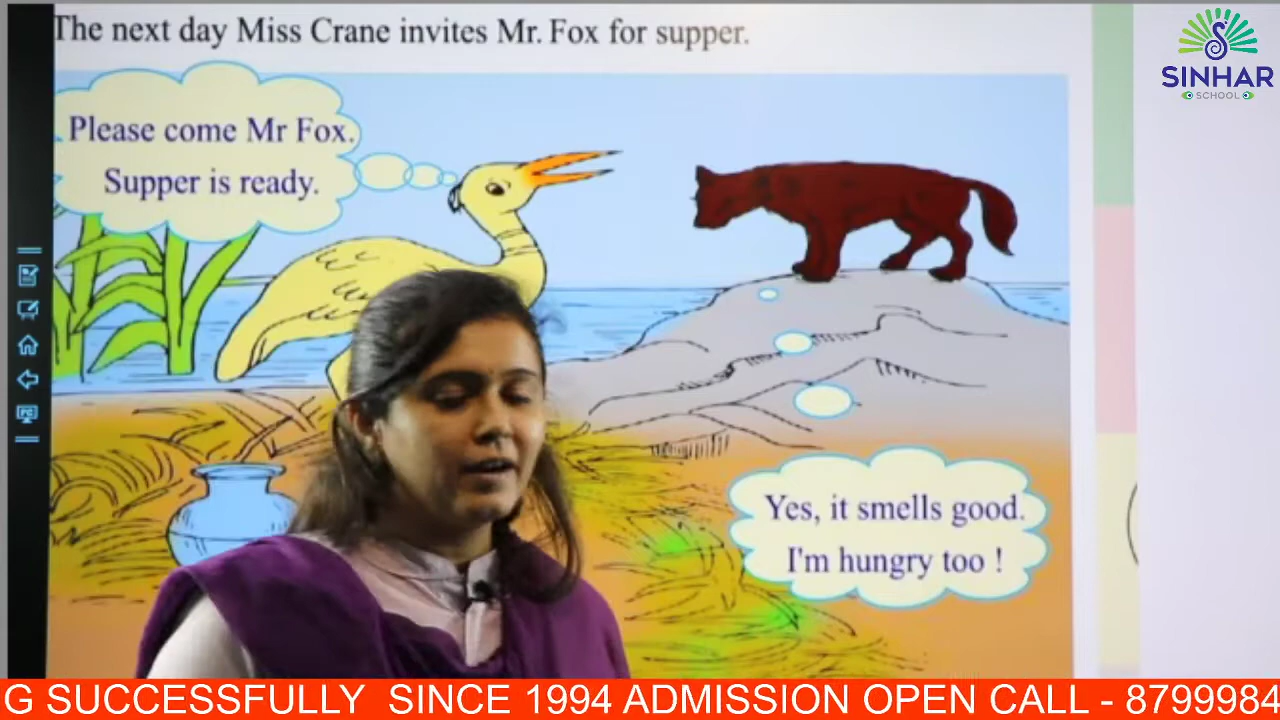 The next day Miss Crane invites Mr. Fox for supper.
SINHAR
SCHOOL
Please come Mr Fox.
Supper is ready.
Yes, it smells good.
I'm hungry too !
G SUCCESSFULLY SINCE 1994 ADMISSION OPEN CALL - 8799984